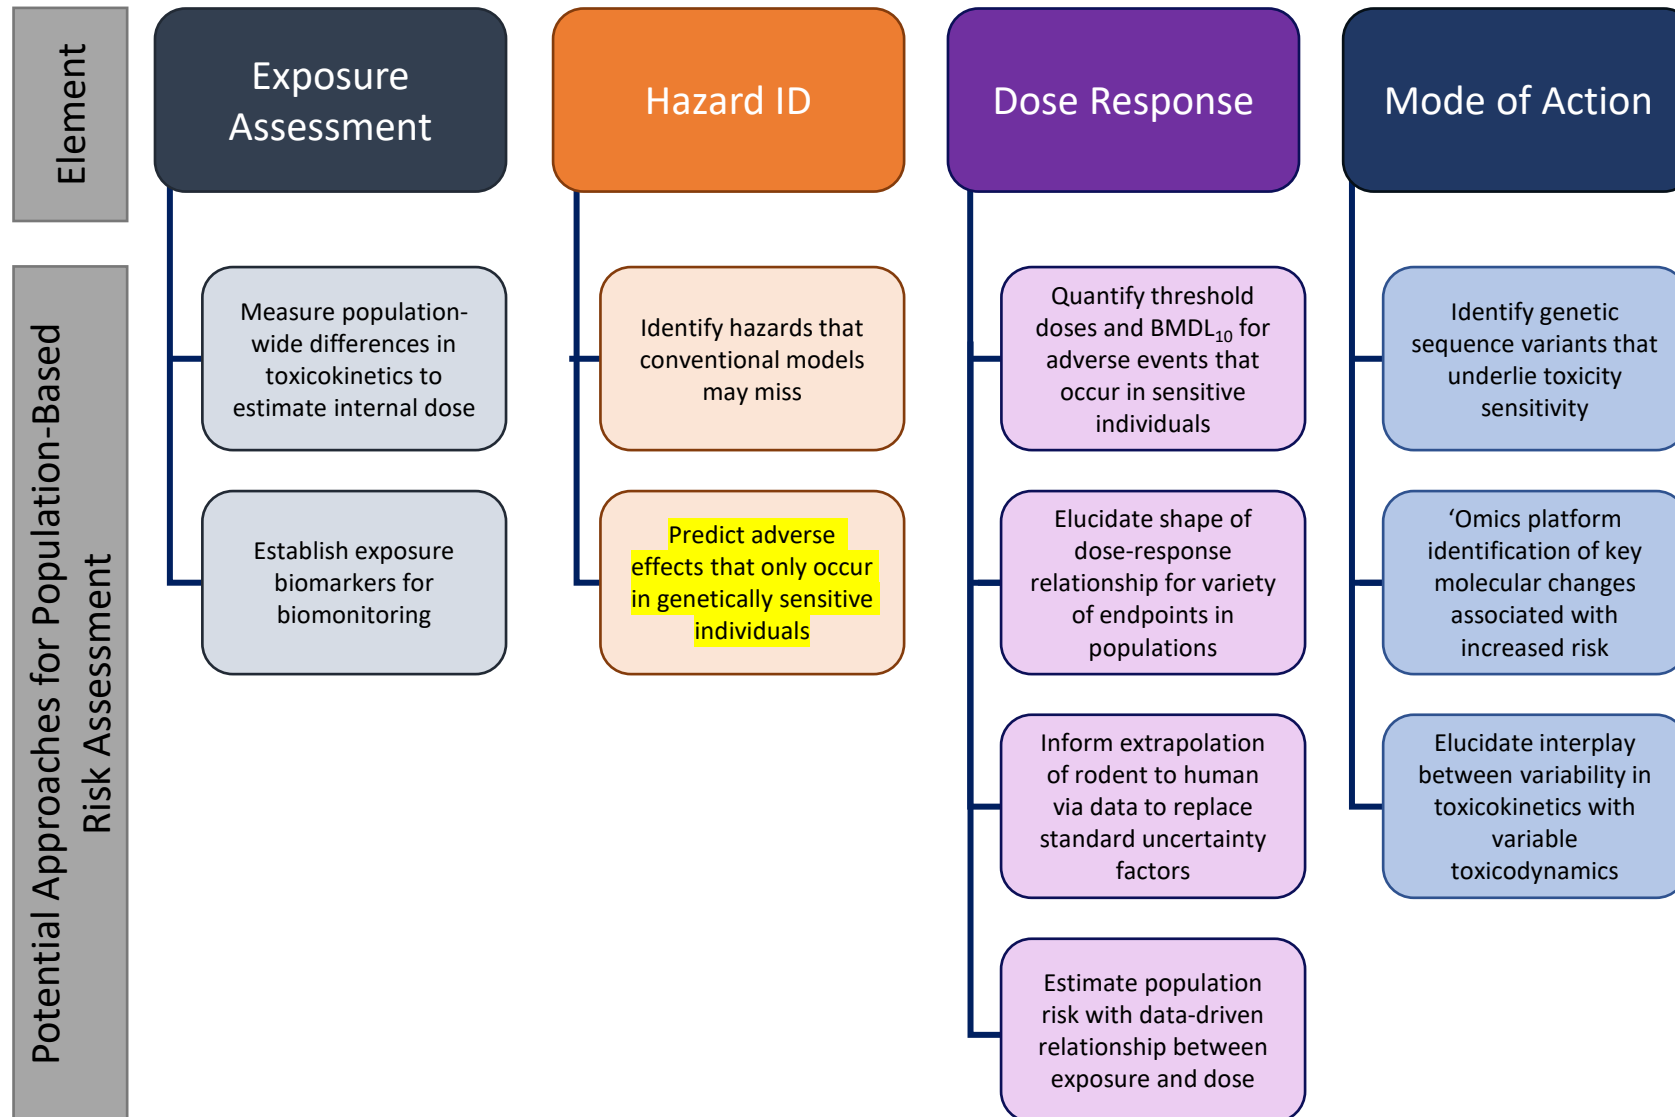 Element
Exposure
Assessment
Hazard ID
Dose Response
Mode of Action
Potential Approaches for Population-Based
Risk Assessment
Measure population-
wide differences in
toxicokinetics to
estimate internal dose
Establish exposure
biomarkers for
biomonitoring
Identify hazards that
conventional models
may miss
Predict adverse
effects that only occur
in genetically sensitive
individuals
Quantify threshold
doses and BMDL₁₀ for
adverse events that
occur in sensitive
individuals
Elucidate shape of
dose-response
relationship for variety
of endpoints in
populations
Inform extrapolation
of rodent to human
via data to replace
standard uncertainty
factors
Estimate population
risk with data-driven
relationship between
exposure and dose
Identify genetic
sequence variants that
underlie toxicity
sensitivity
‘Omics platform
identification of key
molecular changes
associated with
increased risk
Elucidate interplay
between variability in
toxicokinetics with
variable
toxicodynamics